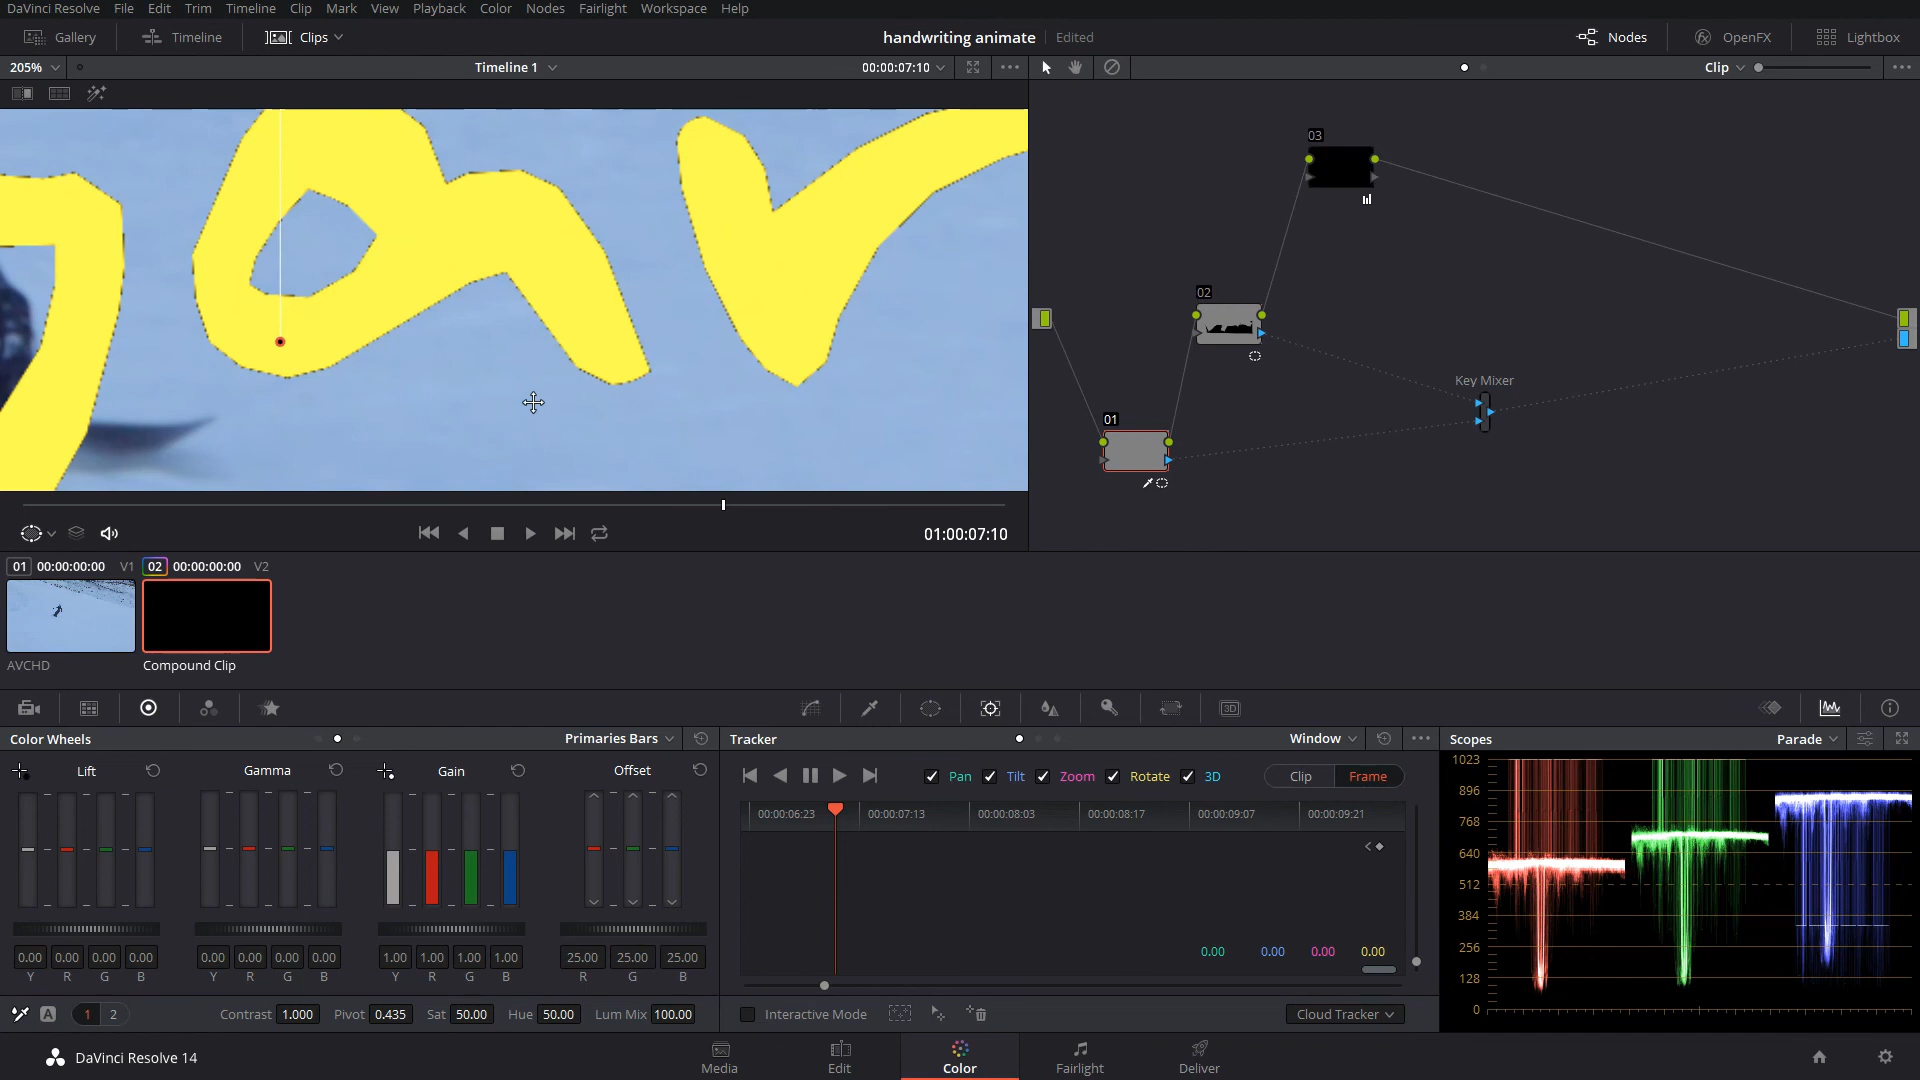 DaVinci Resolve File Edit Trim Timeline Clip Mark View Playback Color Nodes Fairlight Workspace Help
Gallery Timeline Clips handwriting animate Edited Nodes OpenFX Lightbox
205% Timeline 1 00:00:07:10 Clip
03
02
Key Mixer
01
01:00:07:10
01 00:00:00:00 V1 02 00:00:00:00 V2
AVCHD Compound Clip
3D
Color Wheels Primaries Bars Tracker Window Scopes Parade
Lift Gamma Gain Offset Pan Tilt Zoom Rotate 3D Clip Frame
00:00:06:23 00:00:07:13 00:00:08:03 00:00:08:17 00:00:09:07 00:00:09:21
1023
896
768
640
512
384
256
128
0
0.00 0.00 0.00 0.00
0.00 0.00 0.00 0.00 0.00 0.00 0.00 0.00 1.00 1.00 1.00 1.00 25.00 25.00 25.00
Y R G B Y R G B Y R G B R G B
A 1 2 Contrast 1.000 Pivot 0.435 Sat 50.00 Hue 50.00 Lum Mix 100.00 Interactive Mode Cloud Tracker
DaVinci Resolve 14 Media Edit Color Fairlight Deliver